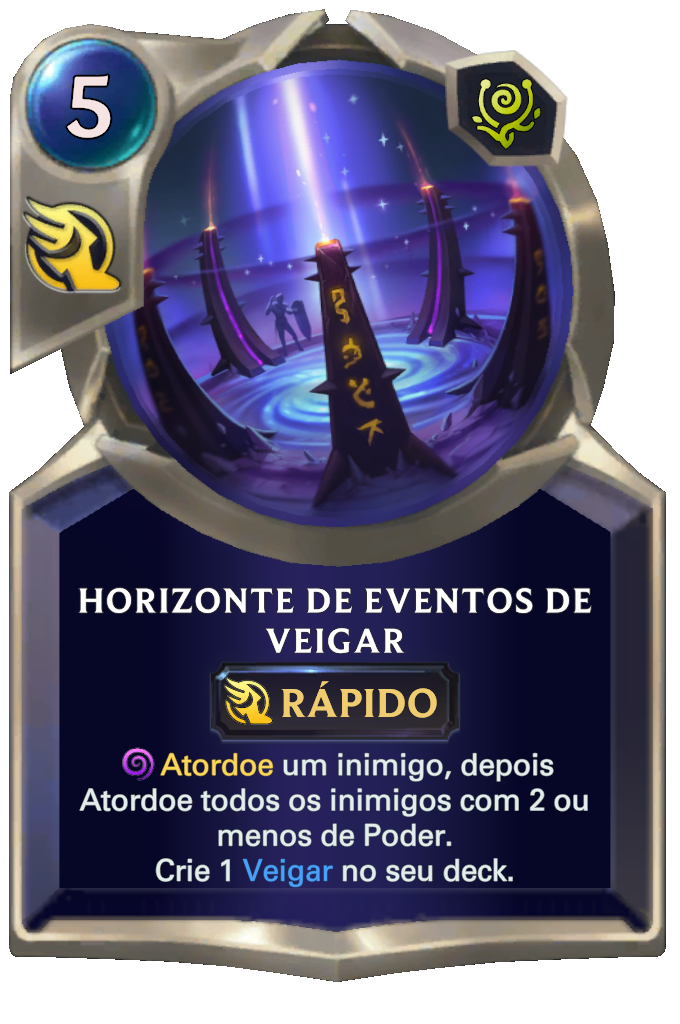 5
HORIZONTE DE EVENTOS DE
VEIGAR
RÁPIDO
Atordoe um inimigo, depois
Atordoe todos os inimigos com 2 ou
menos de Poder.
Crie 1 Veigar no seu deck.